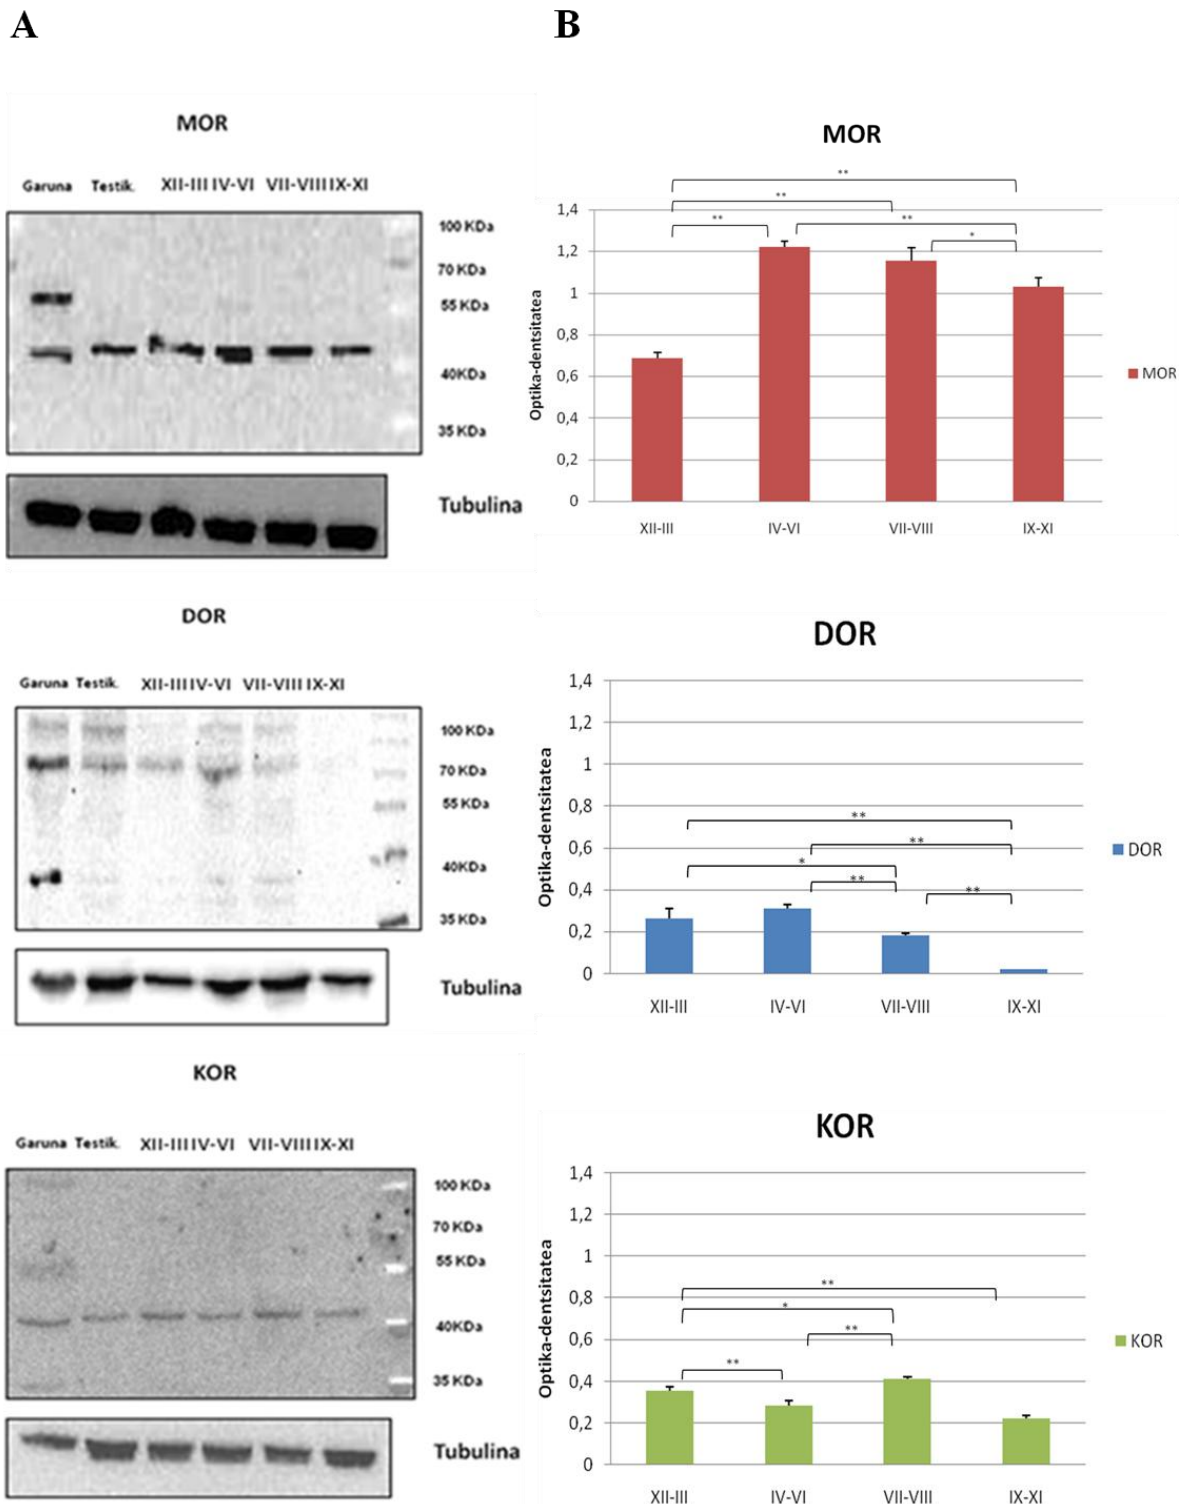 A
B
MOR
Garuna Testik. XII-III IV-VI VII-VIII IX-XI
100 KDa
70 KDa
55 KDa
40KDa
35 KDa
Tubulina
MOR
**
**
**
**
*
1,4
1,2
1
0,8
0,6
0,4
0,2
0
Optika-dentsitatea
XII-III IV-VI VII-VIII IX-XI
MOR
DOR
Garuna Testik. XII-III IV-VI VII-VIII IX-XI
100 KDa
70 KDa
55 KDa
40KDa
35 KDa
Tubulina
DOR
1,4
1,2
1
0,8
0,6
0,4
0,2
0
**
**
*
**
**
Optika-dentsitatea
XII-III IV-VI VII-VIII IX-XI
DOR
KOR
Garuna Testik. XII-III IV-VI VII-VIII IX-XI
100 KDa
70 KDa
55 KDa
40KDa
35 KDa
Tubulina
KOR
1,4
1,2
1
0,8
0,6
0,4
0,2
0
**
*
**
**
Optika-dentsitatea
XII-III IV-VI VII-VIII IX-XI
KOR